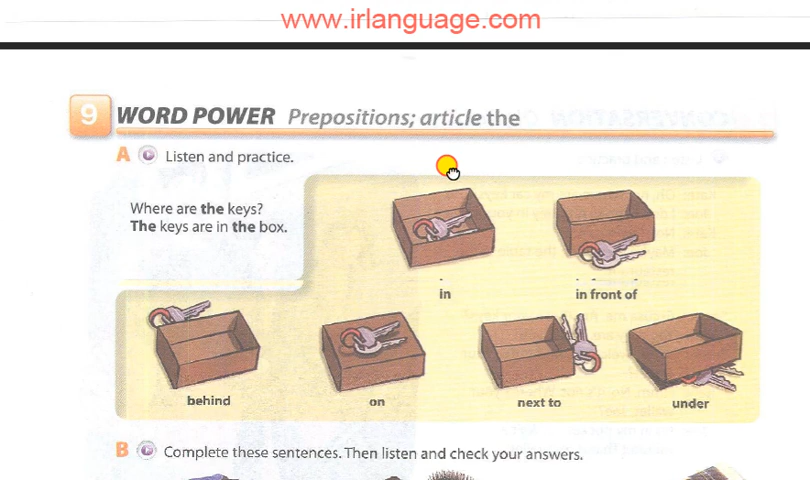 www.irlanguage.com
9 WORD POWER Prepositions; article the
A Listen and practice.
Where are the keys?
The keys are in the box.
in
in front of
behind
on
next to
under
B Complete these sentences. Then listen and check your answers.